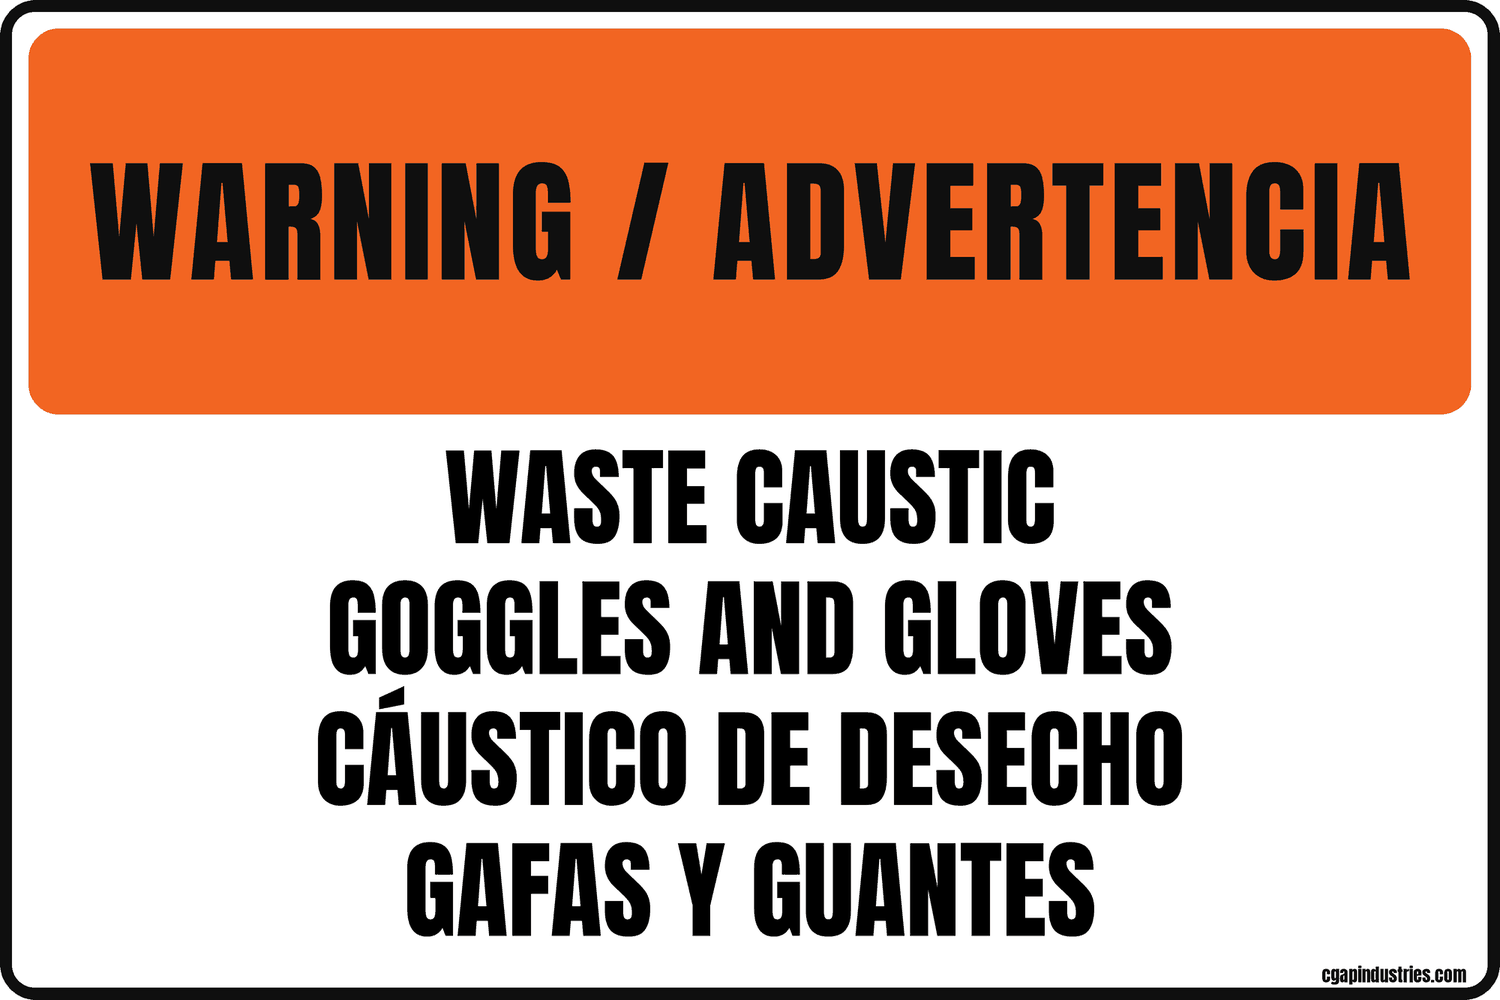 WARNING / ADVERTENCIA
WASTE CAUSTIC
GOGGLES AND GLOVES
CÁUSTICO DE DESECHO
GAFAS Y GUANTES
cgapindustries.com